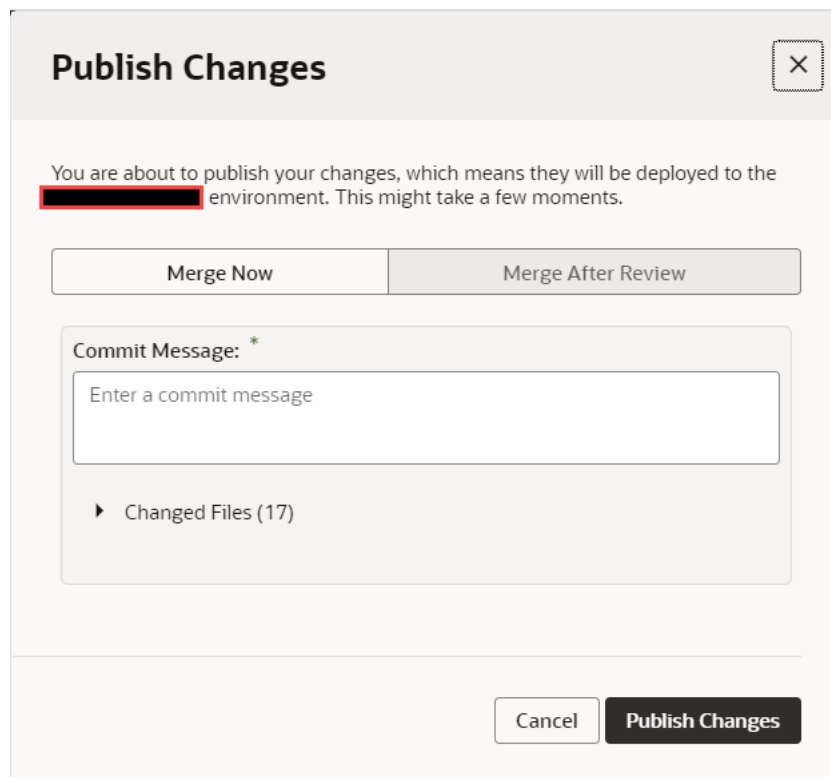 Publish Changes
You are about to publish your changes, which means they will be deployed to the
environment. This might take a few moments.
Merge Now
Merge After Review
Commit Message: *
Enter a commit message
Changed Files (17)
Cancel
Publish Changes